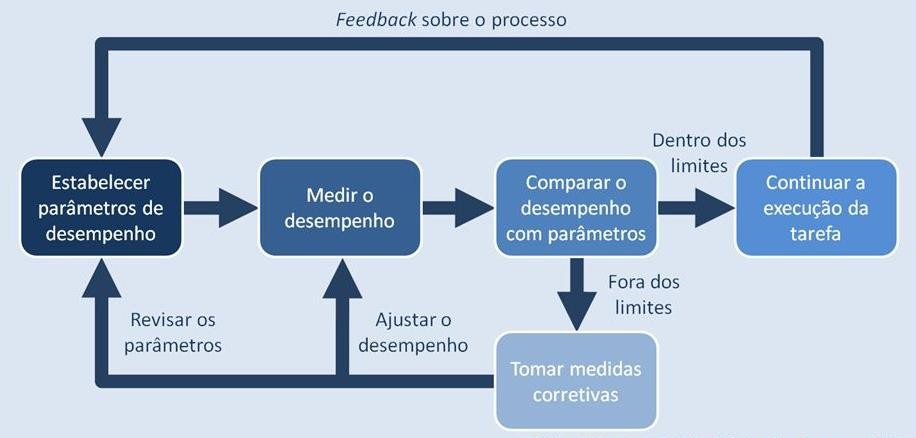 Feedback sobre o processo
Estabelecer
parâmetros de
desempenho
Medir o
desempenho
Comparar o
desempenho
com parâmetros
Dentro dos
limites
Continuar a
execução da
tarefa
Fora dos
limites
Revisar os
parâmetros
Ajustar o
desempenho
Tomar medidas
corretivas